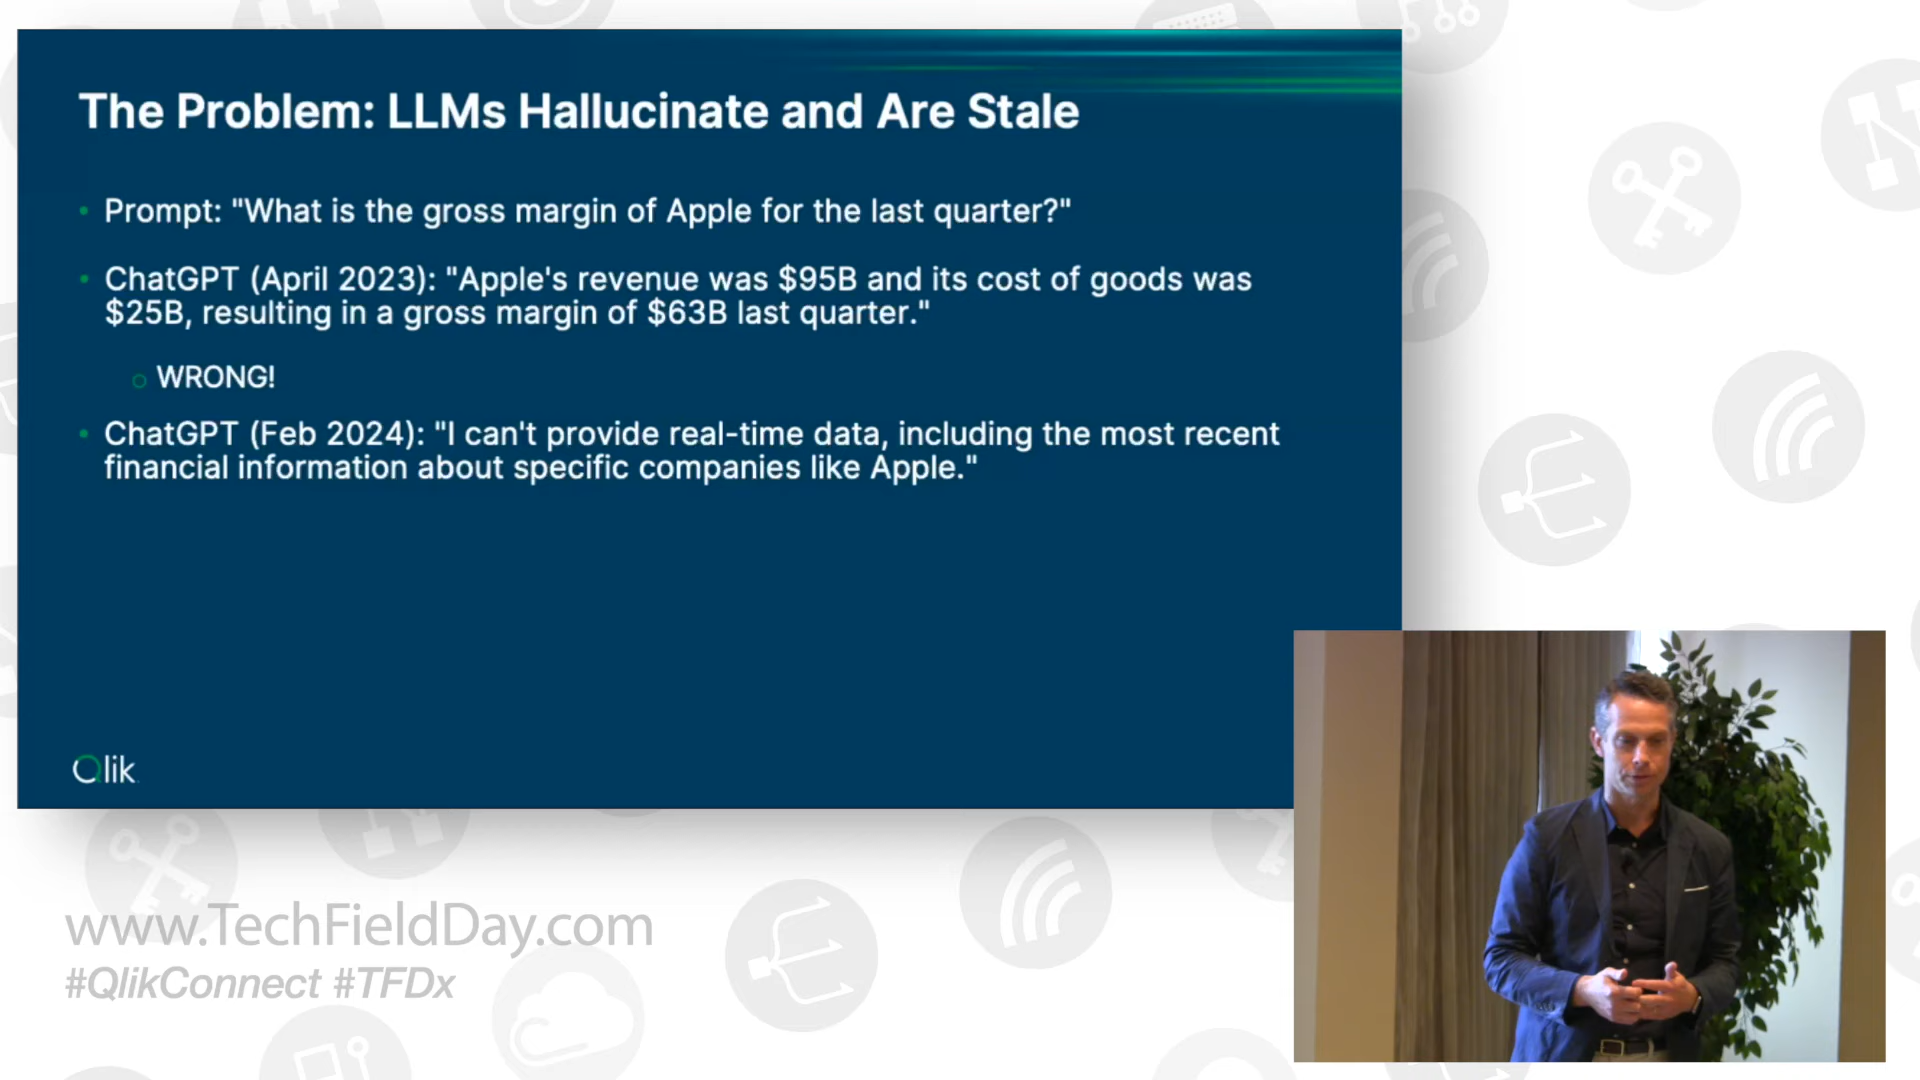 The Problem: LLMs Hallucinate and Are Stale
• Prompt: "What is the gross margin of Apple for the last quarter?"
• ChatGPT (April 2023): "Apple's revenue was $95B and its cost of goods was
$25B, resulting in a gross margin of $63B last quarter."
○ WRONG!
• ChatGPT (Feb 2024): "I can't provide real-time data, including the most recent
financial information about specific companies like Apple."
Qlik
www.TechFieldDay.com
#QlikConnect #TFDx